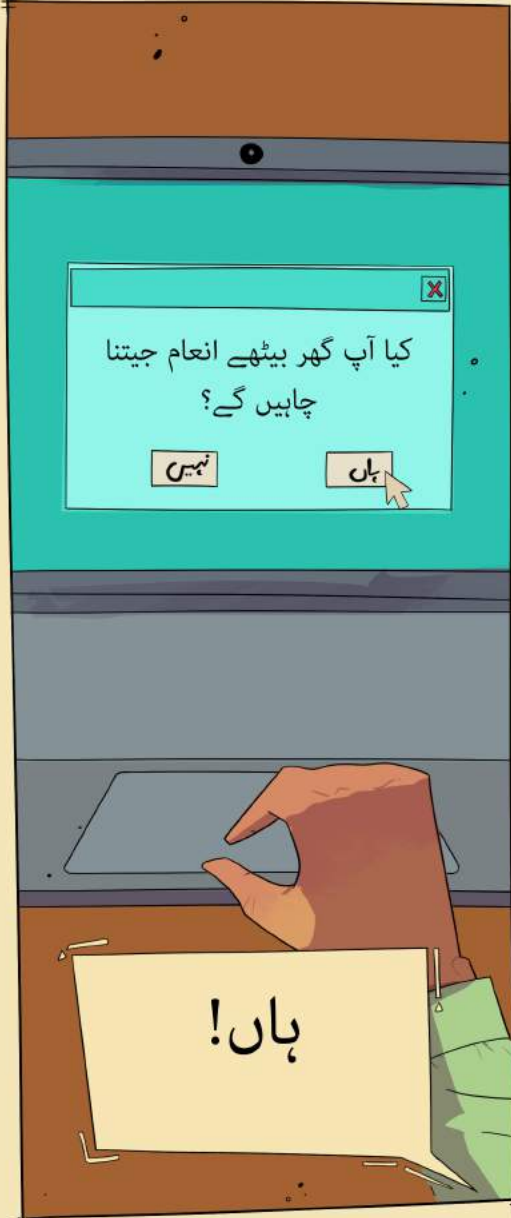 کیا آپ گھر بیٹھے انعام جیتنا
چاہیں گے؟
ہاں
نہیں
ہاں!